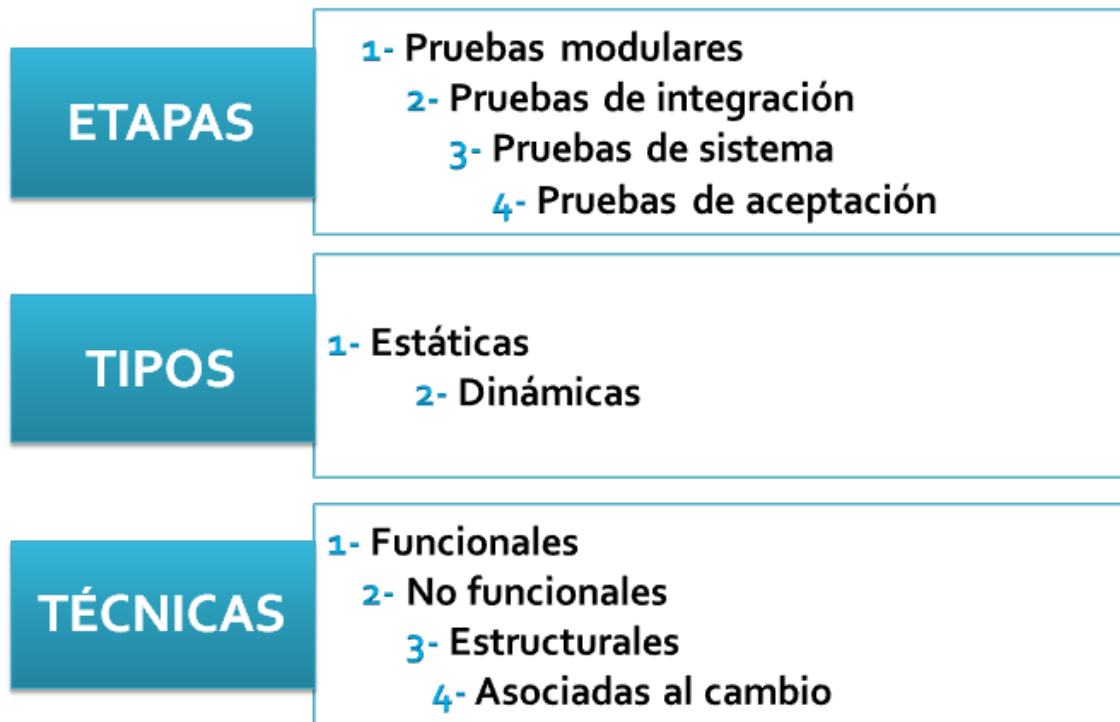 ETAPAS
1- Pruebas modulares
2- Pruebas de integración
3- Pruebas de sistema
4- Pruebas de aceptación
TIPOS
1- Estáticas
2- Dinámicas
TÉCNICAS
1- Funcionales
2- No funcionales
3- Estructurales
4- Asociadas al cambio